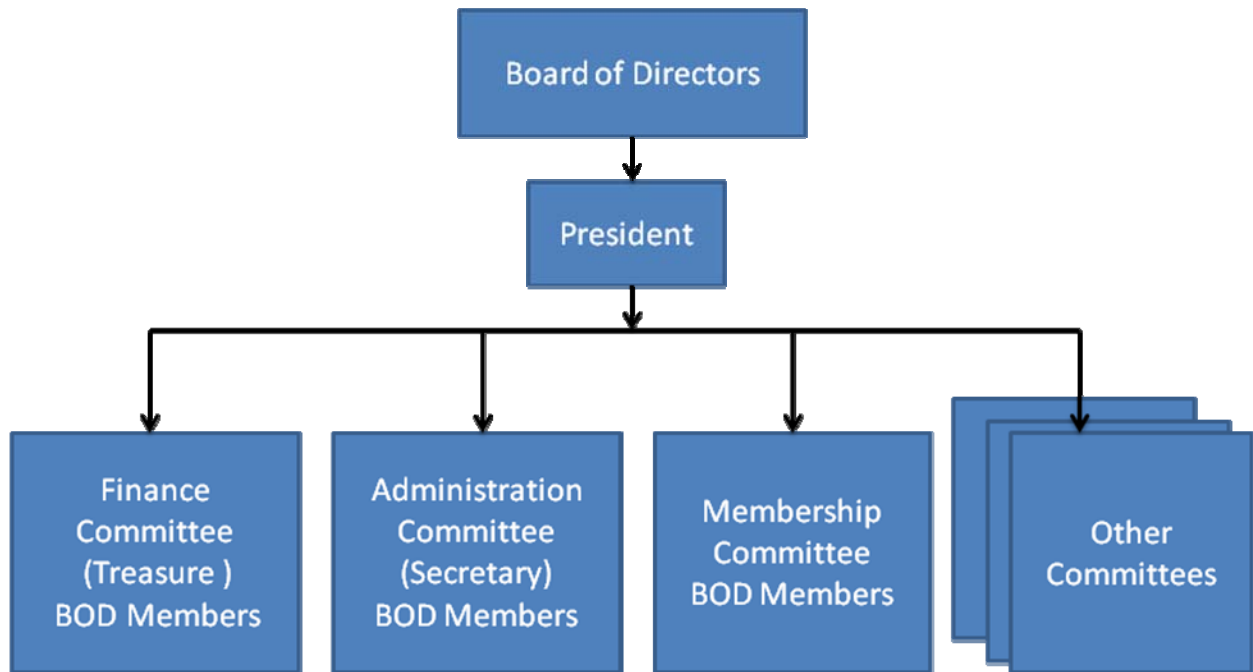 Board of Directors
President
Finance
Committee
(Treasure )
BOD Members
Administration
Committee
(Secretary)
BOD Members
Membership
Committee
BOD Members
Other
Committees